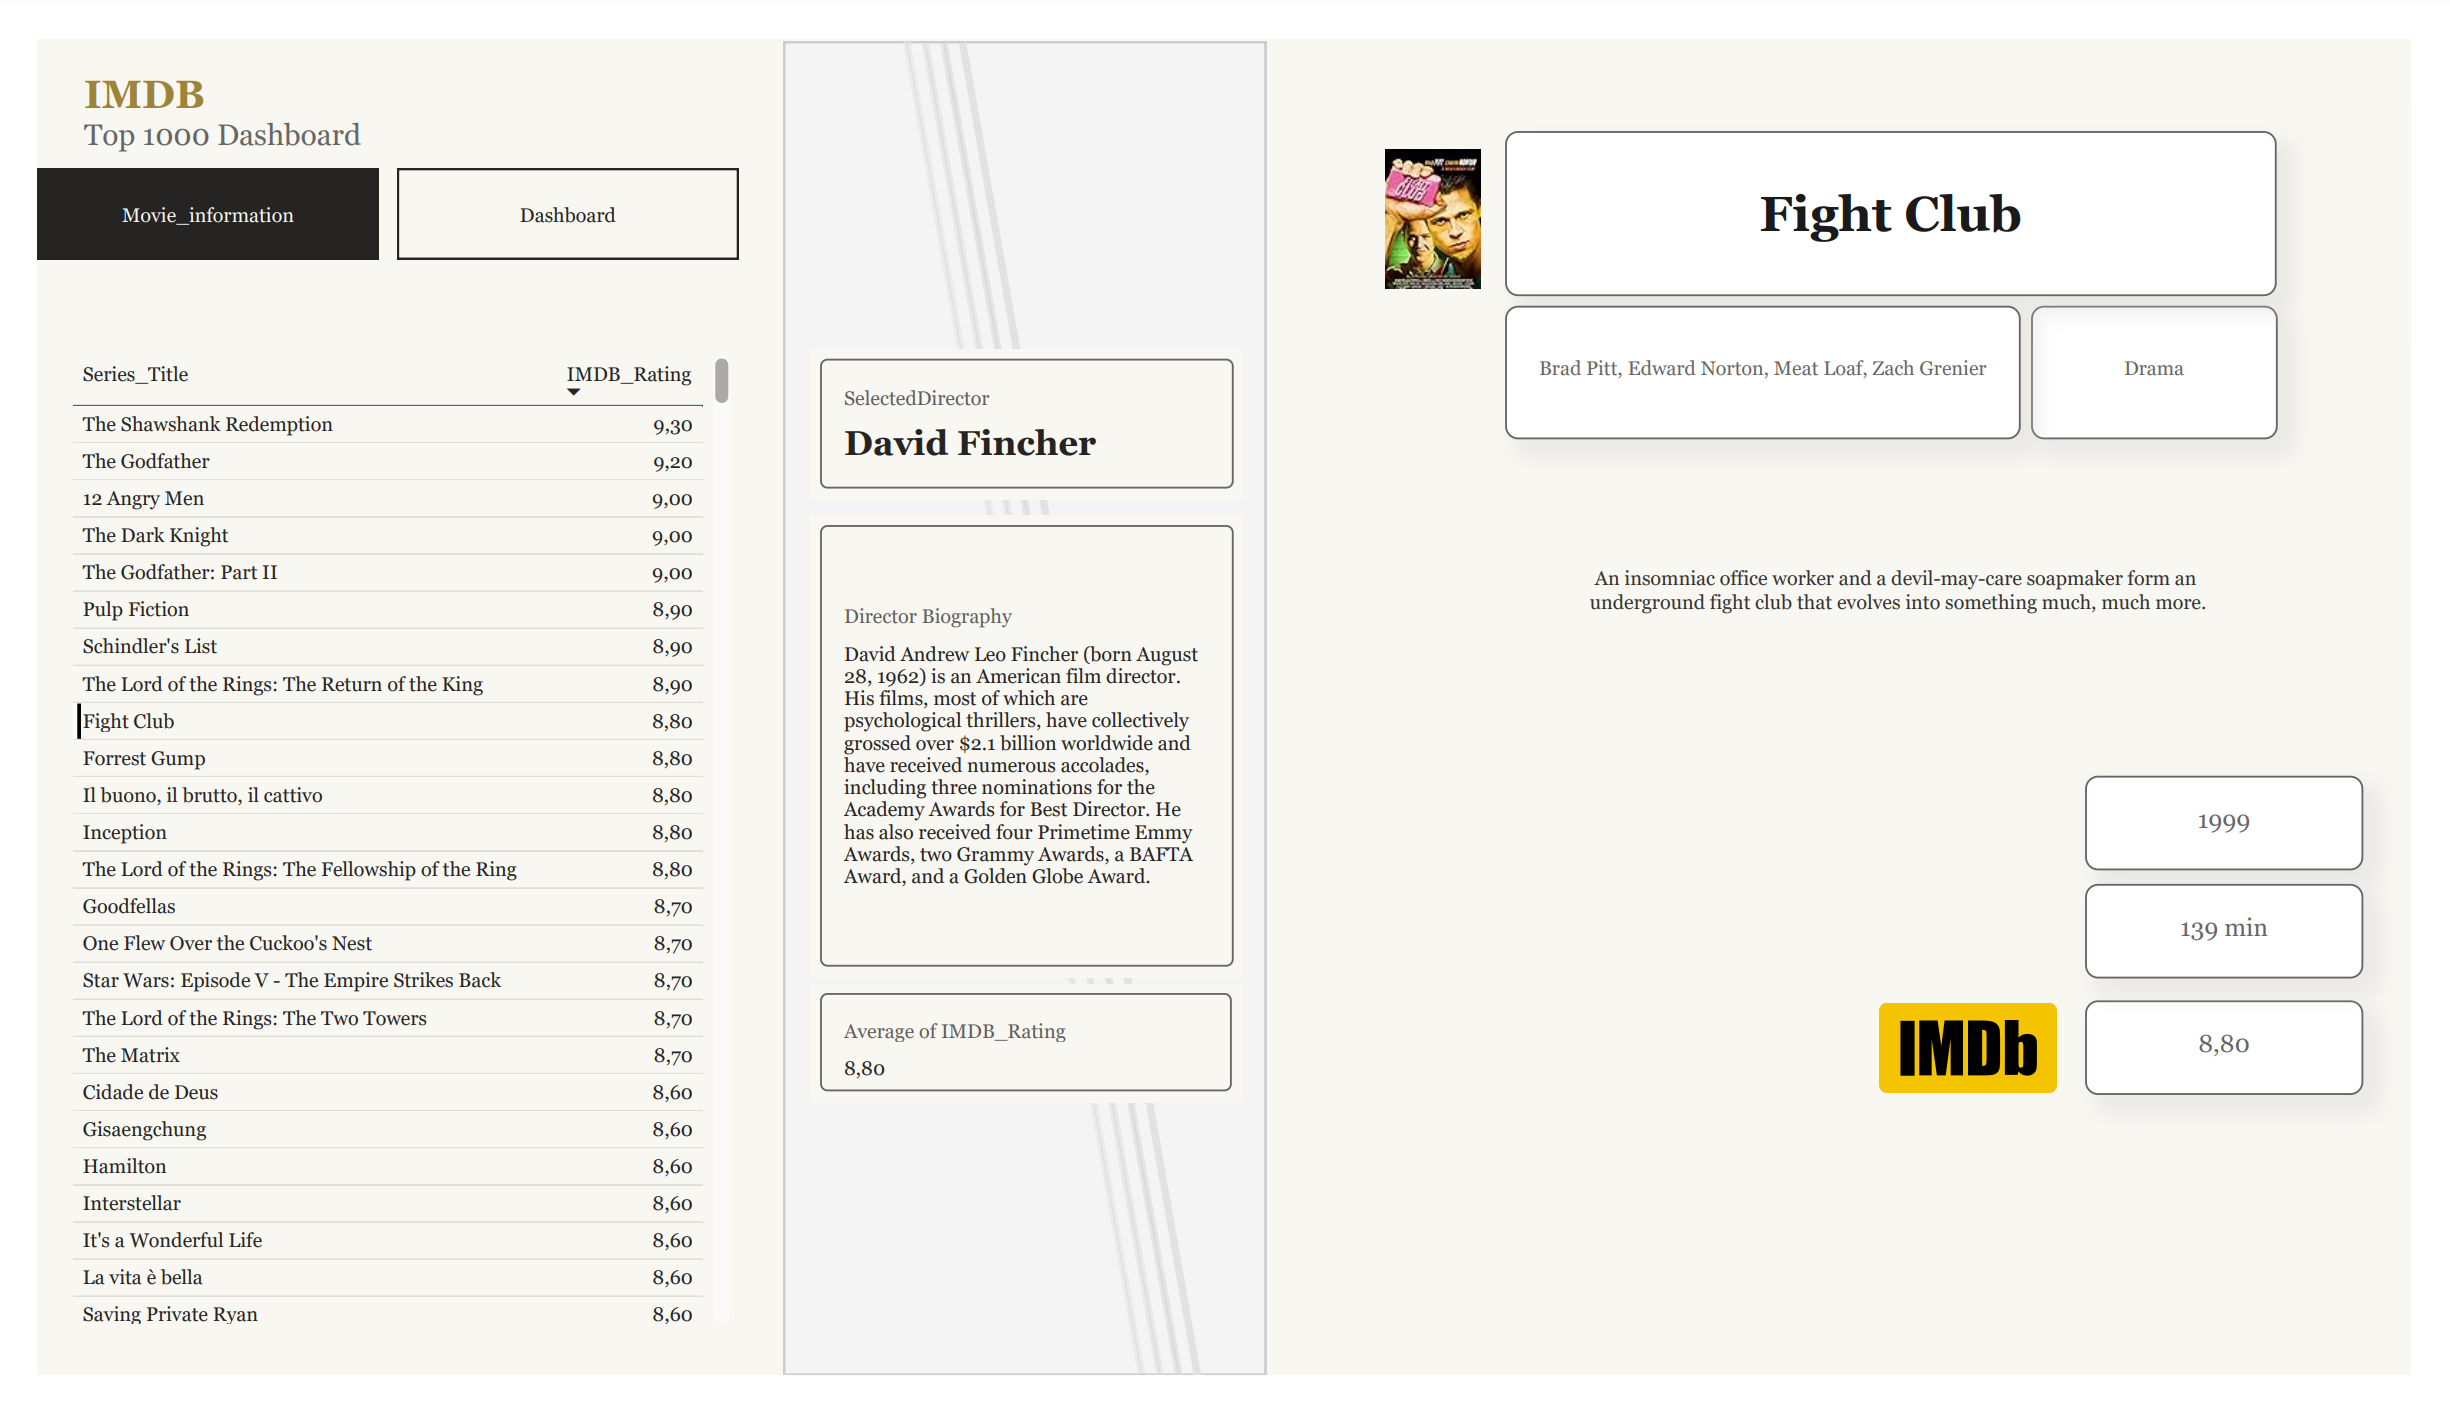 IMDB
Top 1000 Dashboard
Movie_information
Dashboard
Series_Title IMDB_Rating
The Shawshank Redemption 9,30
The Godfather 9,20
12 Angry Men 9,00
The Dark Knight 9,00
The Godfather: Part II 9,00
Pulp Fiction 8,90
Schindler's List 8,90
The Lord of the Rings: The Return of the King 8,90
Fight Club 8,80
Forrest Gump 8,80
Il buono, il brutto, il cattivo 8,80
Inception 8,80
The Lord of the Rings: The Fellowship of the Ring 8,80
Goodfellas 8,70
One Flew Over the Cuckoo's Nest 8,70
Star Wars: Episode V - The Empire Strikes Back 8,70
The Lord of the Rings: The Two Towers 8,70
The Matrix 8,70
Cidade de Deus 8,60
Gisaengchung 8,60
Hamilton 8,60
Interstellar 8,60
It's a Wonderful Life 8,60
La vita è bella 8,60
Saving Private Ryan 8,60
SelectedDirector
David Fincher
Director Biography
David Andrew Leo Fincher (born August
28, 1962) is an American film director.
His films, most of which are
psychological thrillers, have collectively
grossed over $2.1 billion worldwide and
have received numerous accolades,
including three nominations for the
Academy Awards for Best Director. He
has also received four Primetime Emmy
Awards, two Grammy Awards, a BAFTA
Award, and a Golden Globe Award.
Average of IMDB_Rating
8,80
FIGHT
CLUB
Fight Club
Brad Pitt, Edward Norton, Meat Loaf, Zach Grenier
Drama
An insomniac office worker and a devil-may-care soapmaker form an
underground fight club that evolves into something much, much more.
1999
139 min
IMDb
8,80